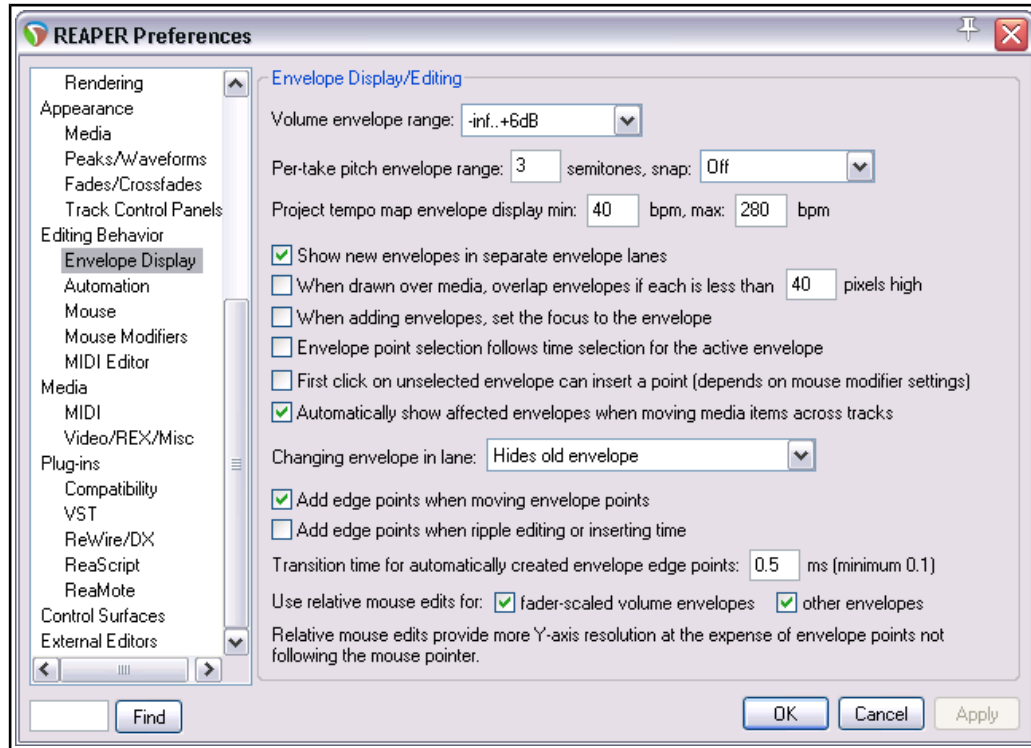 REAPER Preferences
Rendering
Appearance
Media
Peaks/Waveforms
Fades/Crossfades
Track Control Panels
Editing Behavior
Envelope Display
Automation
Mouse
Mouse Modifiers
MIDI Editor
Media
MIDI
Video/REX/Misc
Plug-ins
Compatibility
VST
ReWire/DX
ReaScript
ReaMote
Control Surfaces
External Editors
Find
Envelope Display/Editing
Volume envelope range: -inf..+6dB
Per-take pitch envelope range: 3 semitones, snap: Off
Project tempo map envelope display min: 40 bpm, max: 280 bpm
Show new envelopes in separate envelope lanes
When drawn over media, overlap envelopes if each is less than 40 pixels high
When adding envelopes, set the focus to the envelope
Envelope point selection follows time selection for the active envelope
First click on unselected envelope can insert a point (depends on mouse modifier settings)
Automatically show affected envelopes when moving media items across tracks
Changing envelope in lane: Hides old envelope
Add edge points when moving envelope points
Add edge points when ripple editing or inserting time
Transition time for automatically created envelope edge points: 0.5 ms (minimum 0.1)
Use relative mouse edits for: fader-scaled volume envelopes other envelopes
Relative mouse edits provide more Y-axis resolution at the expense of envelope points not
following the mouse pointer.
OK Cancel Apply